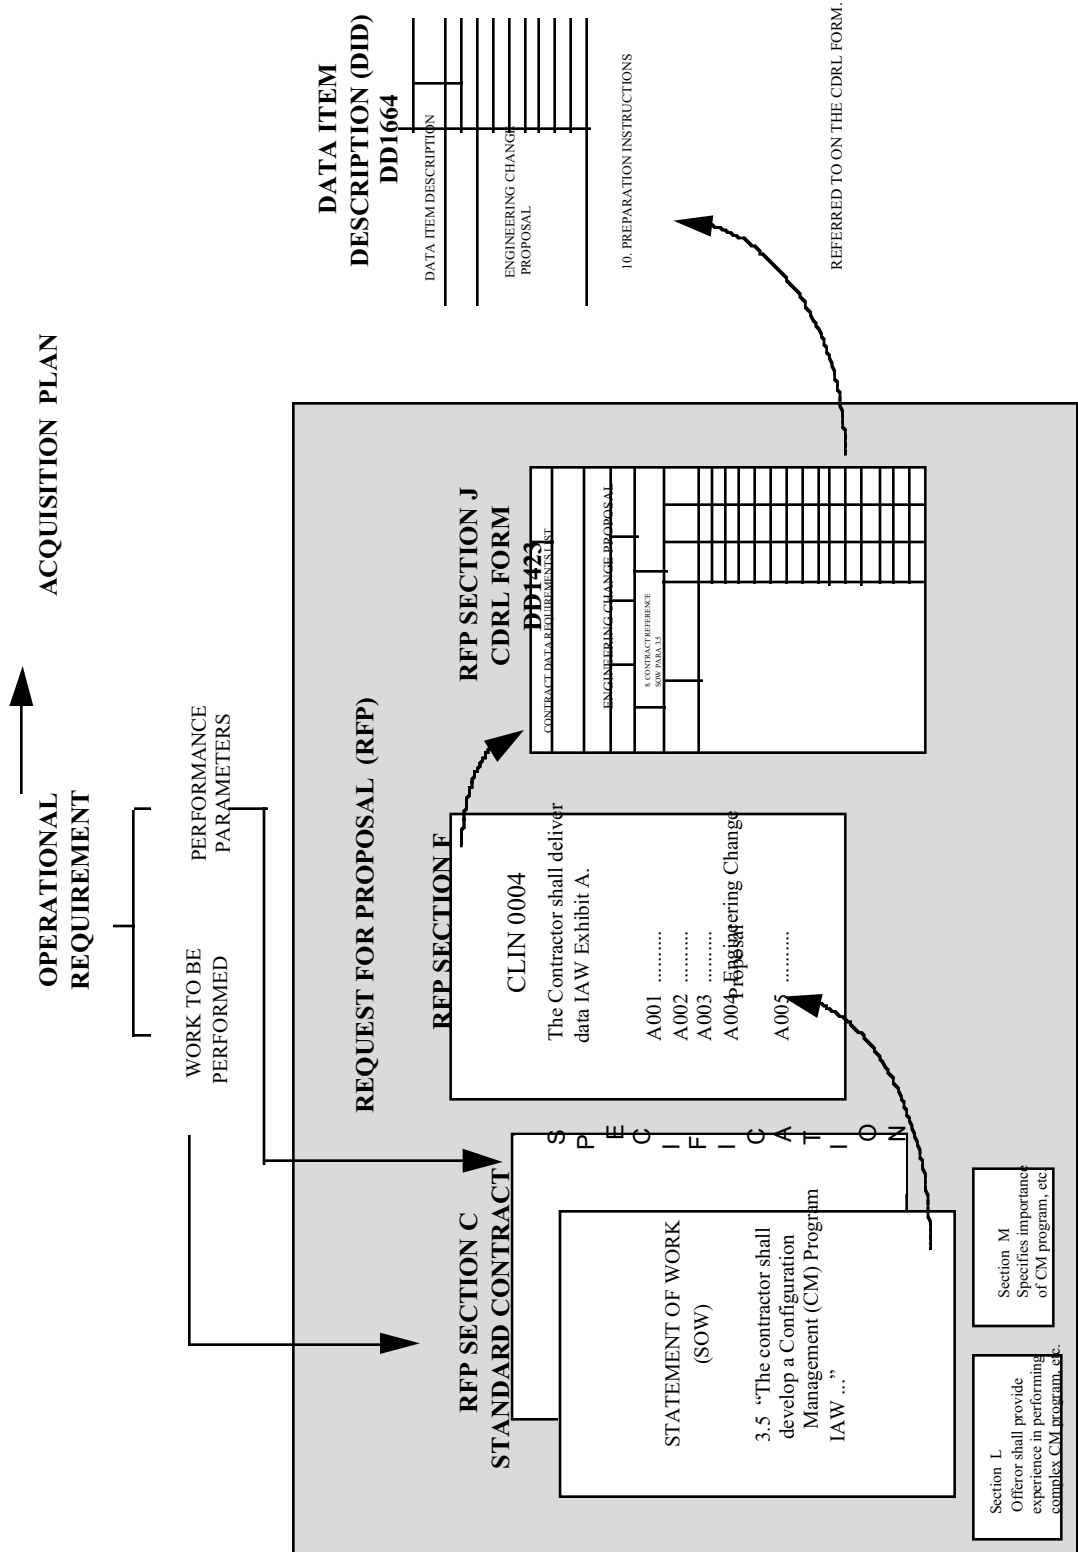 OPERATIONAL
REQUIREMENT
ACQUISITION PLAN
WORK TO BE
PERFORMED
PERFORMANCE
PARAMETERS
REQUEST FOR PROPOSAL (RFP)
RFP SECTION C
STANDARD CONTRACT
SPECIFICATION
STATEMENT OF WORK
(SOW)
3.5 “The contractor shall
develop a Configuration
Management (CM) Program
IAW ...”
RFP SECTION F
CLIN 0004
The Contractor shall deliver
data IAW Exhibit A.
A001 ...........
A002 ..........
A003 ..........
A004 Engineering Change
Proposal
A005 ...........
RFP SECTION J
CDRL FORM
DD1423
CONTRACT DATA REQUIREMENTS LIST
ENGINEERING CHANGE PROPOSAL
8. CONTRACT REFERENCE
SOW PARA 3.5
DATA ITEM
DESCRIPTION (DID)
DD1664
DATA ITEM DESCRIPTION
ENGINEERING CHANGE
PROPOSAL
10. PREPARATION INSTRUCTIONS
REFERRED TO ON THE CDRL FORM.
Section L
Offeror shall provide
experience in performing
complex CM program, etc.
Section M
Specifies importance
of CM program, etc.